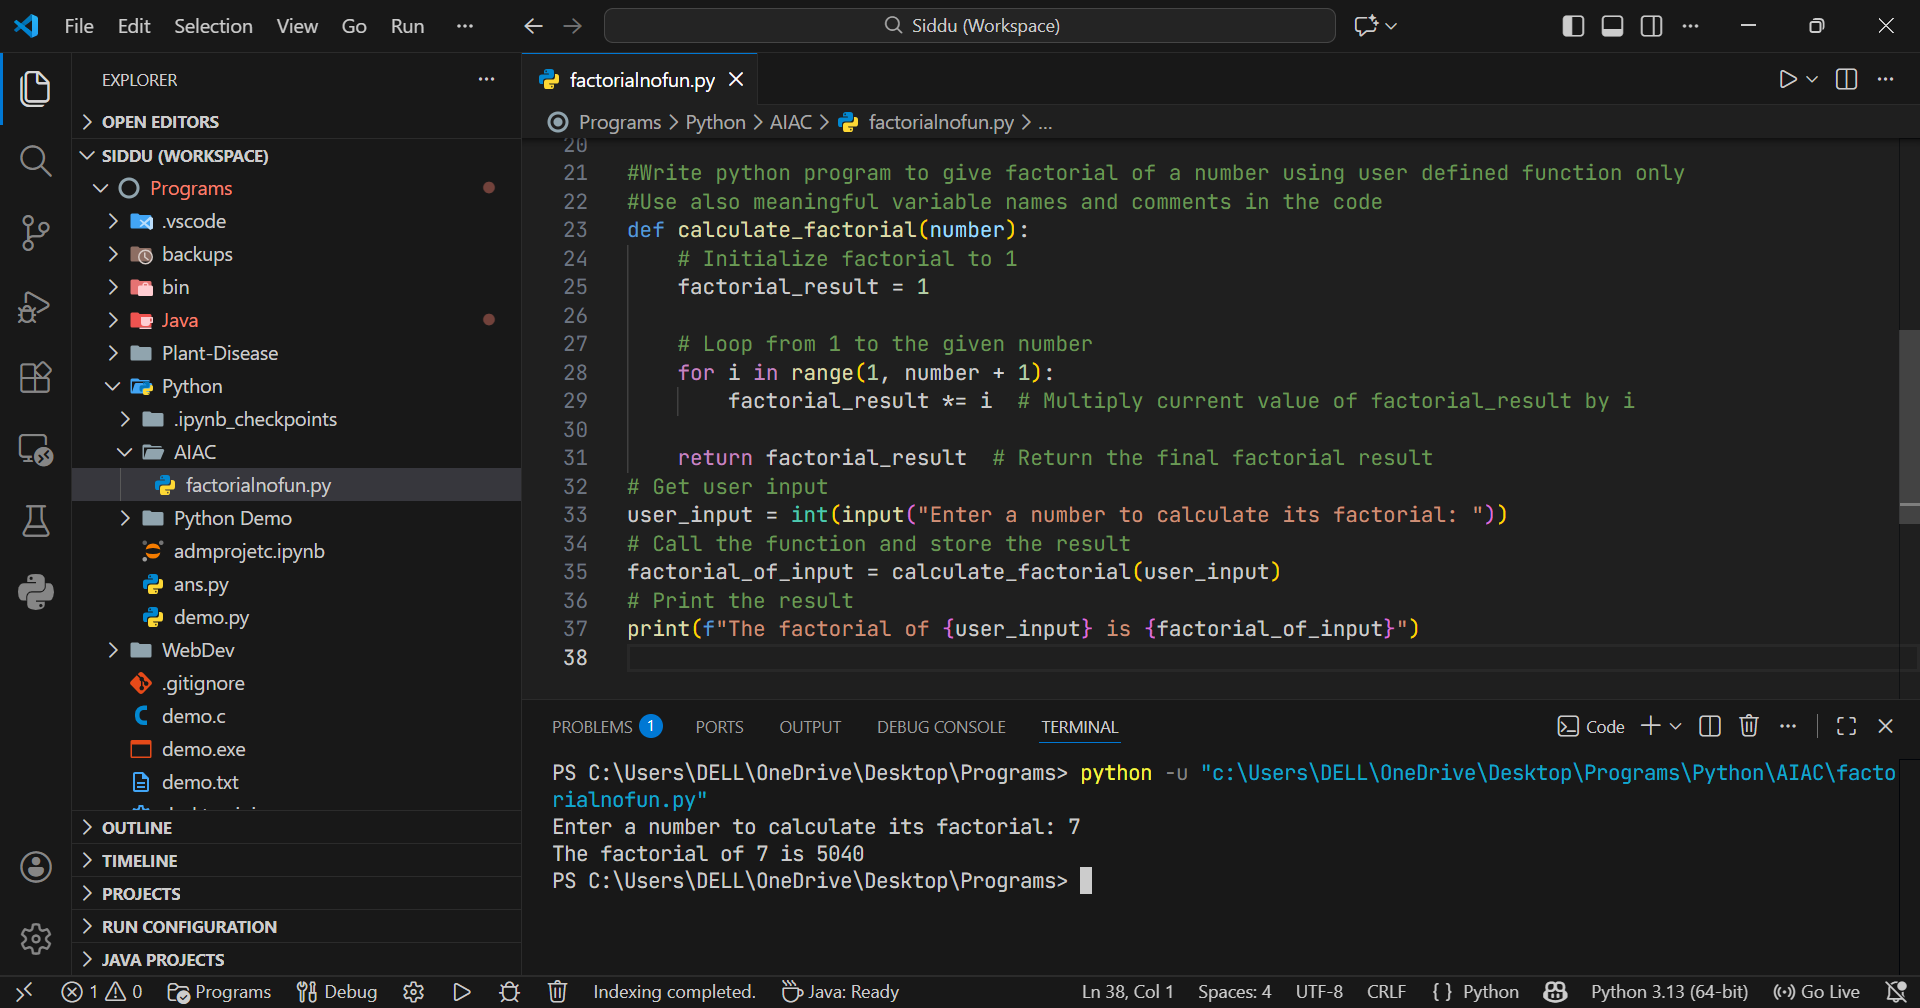 File Edit Selection View Go Run ··· Siddu (Workspace)
EXPLORER
OPEN EDITORS
SIDDU (WORKSPACE)
Programs
.vscode
backups
bin
Java
Plant-Disease
Python
.ipynb_checkpoints
AIAC
factorialnofun.py
Python Demo
admprojetc.ipynb
ans.py
demo.py
WebDev
.gitignore
demo.c
demo.exe
demo.txt
OUTLINE
TIMELINE
PROJECTS
RUN CONFIGURATION
JAVA PROJECTS
factorialnofun.py
Programs > Python > AIAC > factorialnofun.py > ...
20
21 #Write python program to give factorial of a number using user defined function only
22 #Use also meaningful variable names and comments in the code
23 def calculate_factorial(number):
24     # Initialize factorial to 1
25     factorial_result = 1
26
27     # Loop from 1 to the given number
28     for i in range(1, number + 1):
29         factorial_result *= i  # Multiply current value of factorial_result by i
30
31     return factorial_result  # Return the final factorial result
32 # Get user input
33 user_input = int(input("Enter a number to calculate its factorial: "))
34 # Call the function and store the result
35 factorial_of_input = calculate_factorial(user_input)
36 # Print the result
37 print(f"The factorial of {user_input} is {factorial_of_input}")
38
PROBLEMS 1 PORTS OUTPUT DEBUG CONSOLE TERMINAL Code
PS C:\Users\DELL\OneDrive\Desktop\Programs> python -u "c:\Users\DELL\OneDrive\Desktop\Programs\Python\AIAC\facto
rialnofun.py"
Enter a number to calculate its factorial: 7
The factorial of 7 is 5040
PS C:\Users\DELL\OneDrive\Desktop\Programs>
1 0 Programs Debug Indexing completed. Java: Ready Ln 38, Col 1 Spaces: 4 UTF-8 CRLF { } Python Python 3.13 (64-bit) Go Live